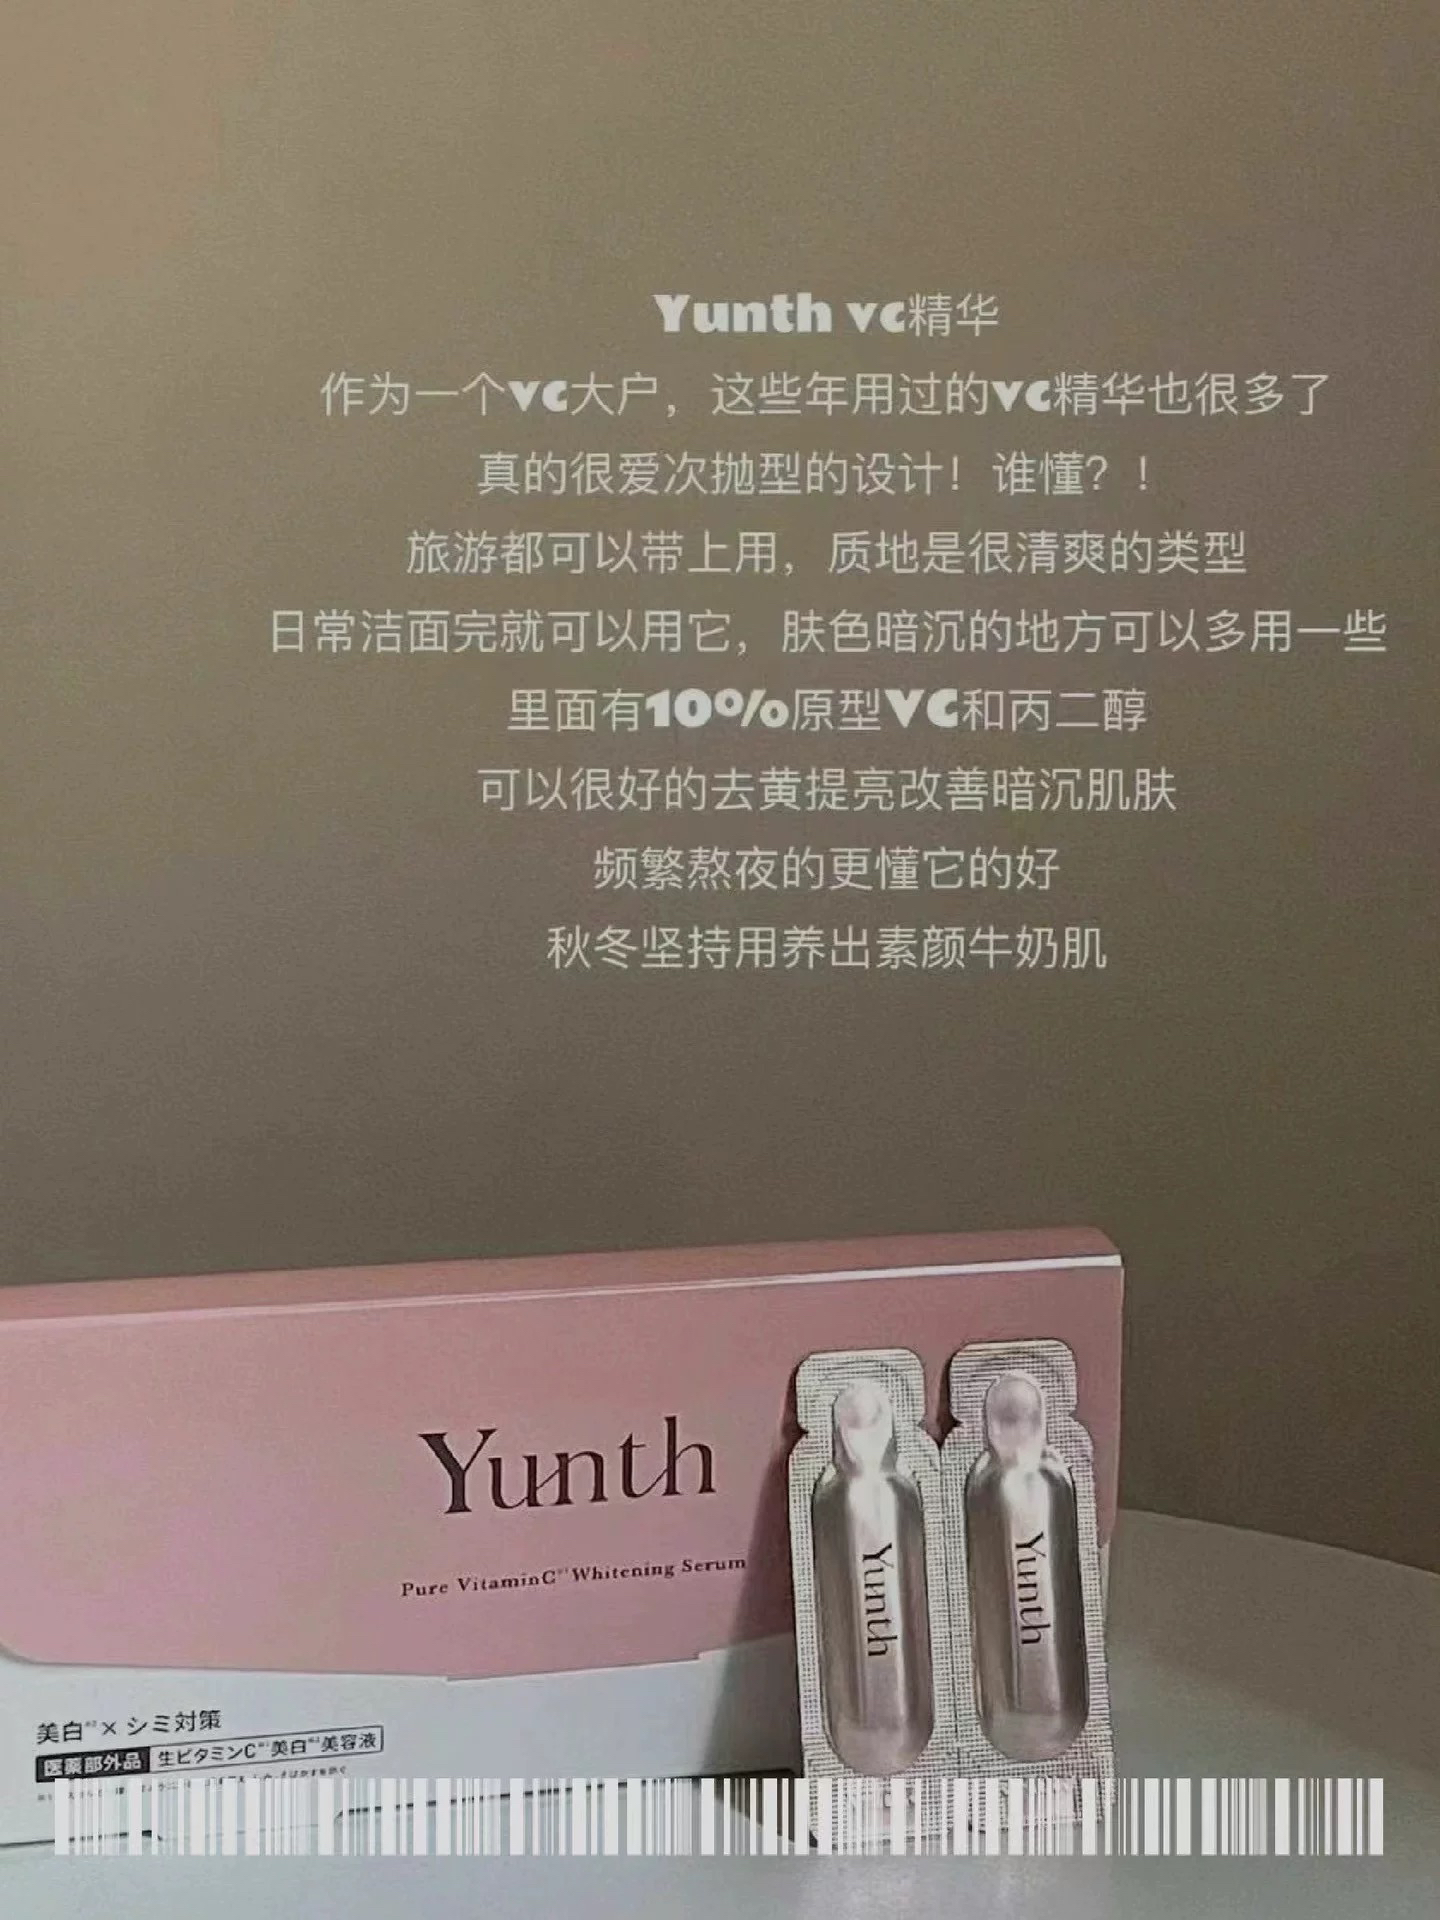 Yunth vc精华
作为一个vc大户，这些年用过的vc精华也很多了
真的很爱次抛型的设计！谁懂？！
旅游都可以带上用，质地是很清爽的类型
日常洁面完就可以用它，肤色暗沉的地方可以多用一些
里面有10%原型VC和丙二醇
可以很好的去黄提亮改善暗沉肌肤
频繁熬夜的更懂它的好
秋冬坚持用养出素颜牛奶肌
Yunth
Pure VitaminC Whitening Serum
Yunth
Yunth
美白×シミ対策
医薬部外品 生ビタミンC 美白 美容液